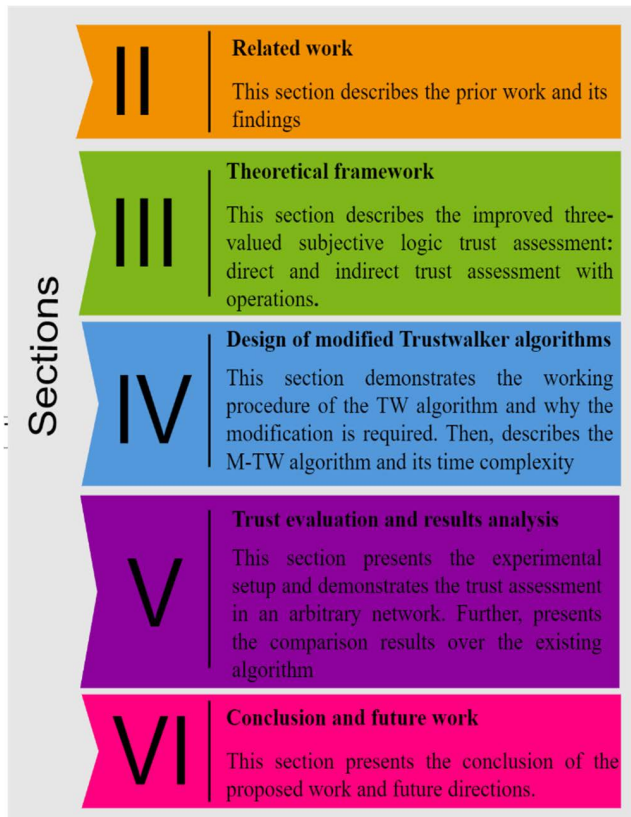 Sections
II
Related work
This section describes the prior work and its
findings
III
Theoretical framework
This section describes the improved three-
valued subjective logic trust assessment:
direct and indirect trust assessment with
operations.
IV
Design of modified Trustwalker algorithms
This section demonstrates the working
procedure of the TW algorithm and why the
modification is required. Then, describes the
M-TW algorithm and its time complexity
V
Trust evaluation and results analysis
This section presents the experimental
setup and demonstrates the trust assessment
in an arbitrary network. Further, presents
the comparison results over the existing
algorithm
VI
Conclusion and future work
This section presents the conclusion of the
proposed work and future directions.